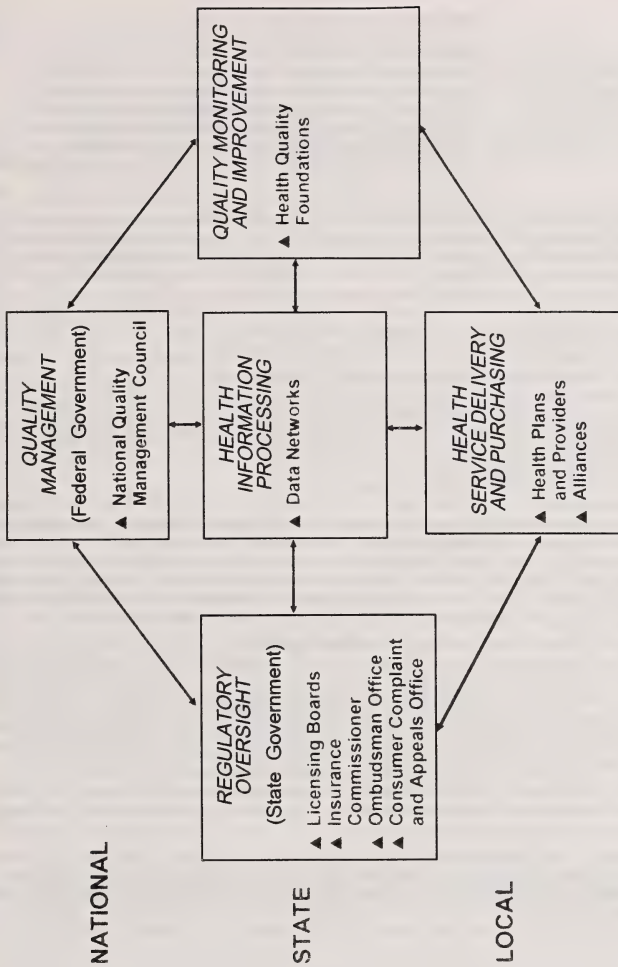 NATIONAL
QUALITY
MANAGEMENT
(Federal Government)
▲ National Quality
Management Council
STATE
REGULATORY
OVERSIGHT
(State Government)
▲ Licensing Boards
▲ Insurance
Commissioner
▲ Ombudsman Office
▲ Consumer Complaint
and Appeals Office
HEALTH
INFORMATION
PROCESSING
▲ Data Networks
QUALITY MONITORING
AND IMPROVEMENT
▲ Health Quality
Foundations
LOCAL
HEALTH
SERVICE DELIVERY
AND PURCHASING
▲ Health Plans
and Providers
▲ Alliances